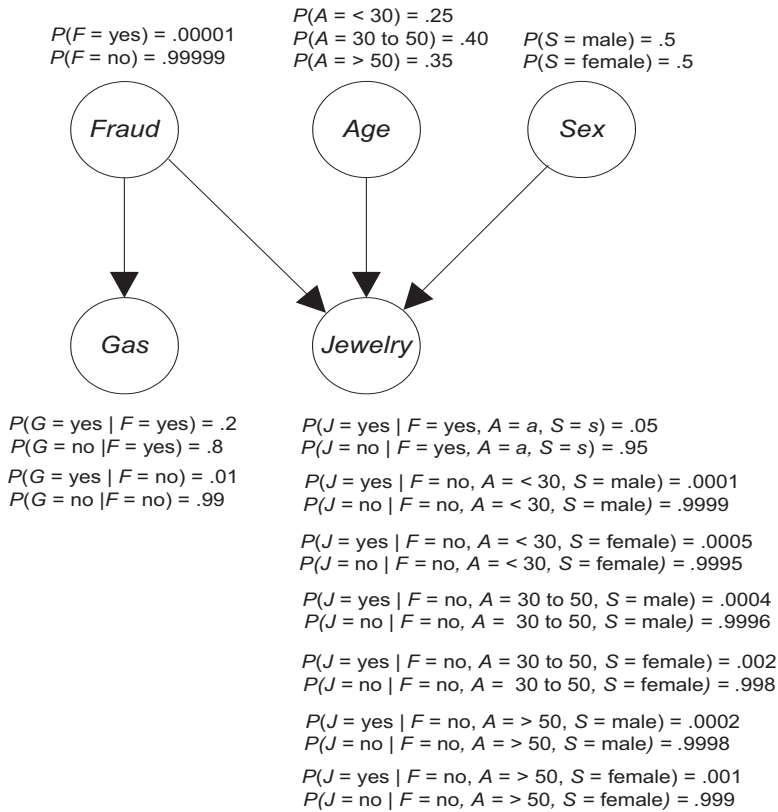 P(F = yes) = .00001
P(F = no) = .99999
P(A = < 30) = .25
P(A = 30 to 50) = .40
P(A = > 50) = .35
P(S = male) = .5
P(S = female) = .5
Fraud
Age
Sex
Gas
Jewelry
P(G = yes | F = yes) = .2
P(G = no |F = yes) = .8
P(G = yes | F = no) = .01
P(G = no |F = no) = .99
P(J = yes | F = yes, A = a, S = s) = .05
P(J = no | F = yes, A = a, S = s) = .95
P(J = yes | F = no, A = < 30, S = male) = .0001
P(J = no | F = no, A = < 30, S = male) = .9999
P(J = yes | F = no, A = < 30, S = female) = .0005
P(J = no | F = no, A = < 30, S = female) = .9995
P(J = yes | F = no, A = 30 to 50, S = male) = .0004
P(J = no | F = no, A = 30 to 50, S = male) = .9996
P(J = yes | F = no, A = 30 to 50, S = female) = .002
P(J = no | F = no, A = 30 to 50, S = female) = .998
P(J = yes | F = no, A = > 50, S = male) = .0002
P(J = no | F = no, A = > 50, S = male) = .9998
P(J = yes | F = no, A = > 50, S = female) = .001
P(J = no | F = no, A = > 50, S = female) = .999